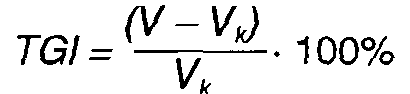 TGI = (V – V_k) / V_k · 100%